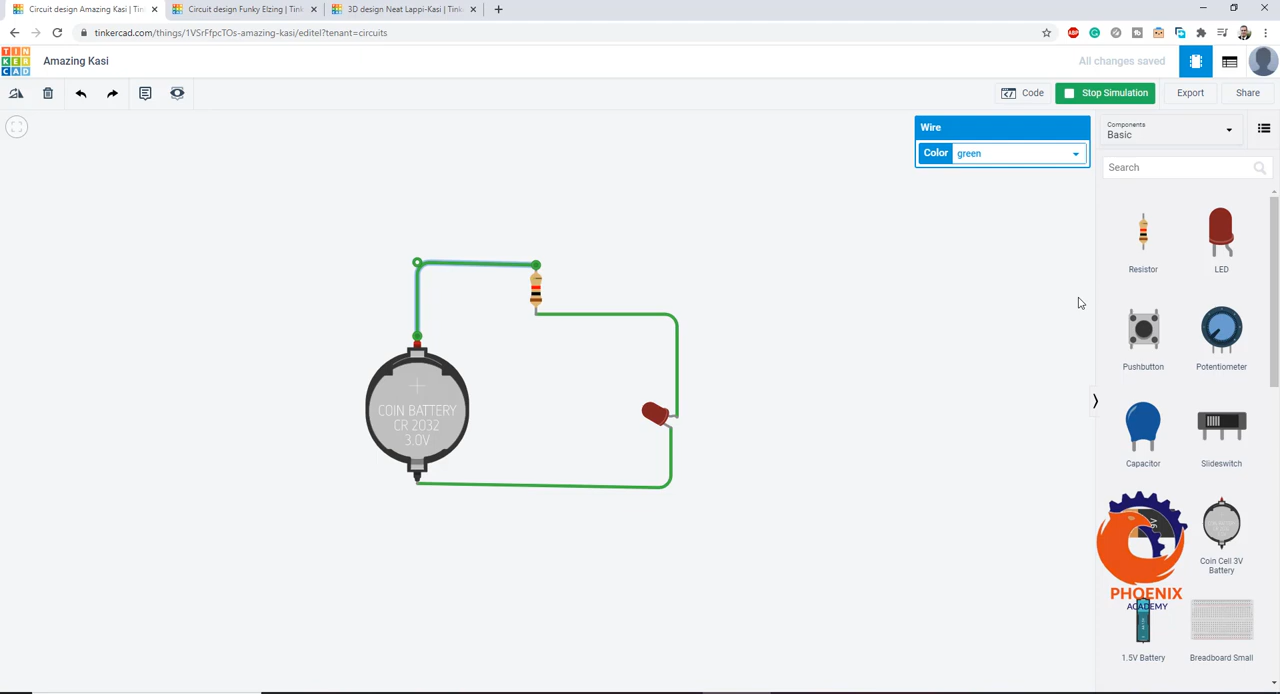 Circuit design Amazing Kasi | Tin
Circuit design Funky Elzing | Tink
3D design Neat Lappi-Kasi | Tinke
tinkercad.com/things/1VSrFfpcTOs-amazing-kasi/editel?tenant=circuits
TIN
KER
CAD
Amazing Kasi
All changes saved
Code
Stop Simulation
Export
Share
Wire
Color green
Components
Basic
Search
Resistor
LED
Pushbutton
Potentiometer
Capacitor
Slideswitch
Coin Cell 3V
Battery
1.5V Battery
Breadboard Small
COIN BATTERY
CR 2032
3.0V
PHOENIX
ACADEMY